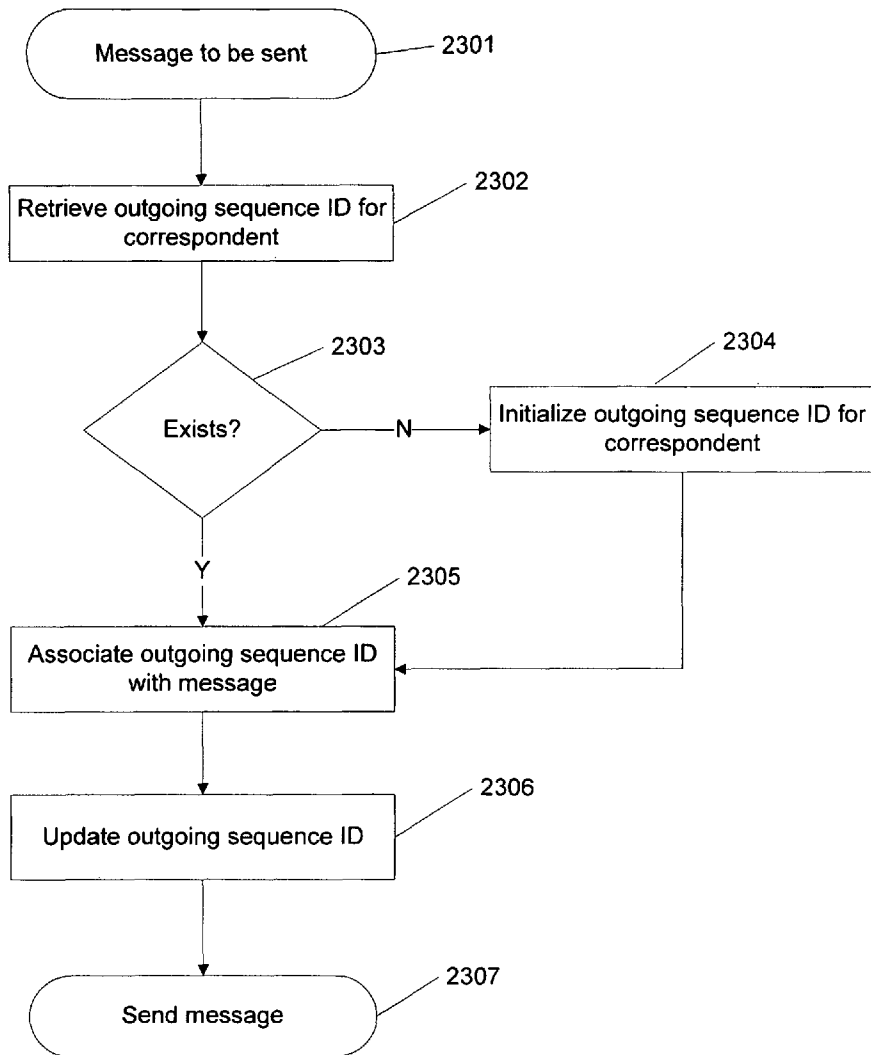 Message to be sent
2301
2302
Retrieve outgoing sequence ID for
correspondent
2303
2304
Exists?
N
Initialize outgoing sequence ID for
correspondent
Y
2305
Associate outgoing sequence ID
with message
2306
Update outgoing sequence ID
2307
Send message